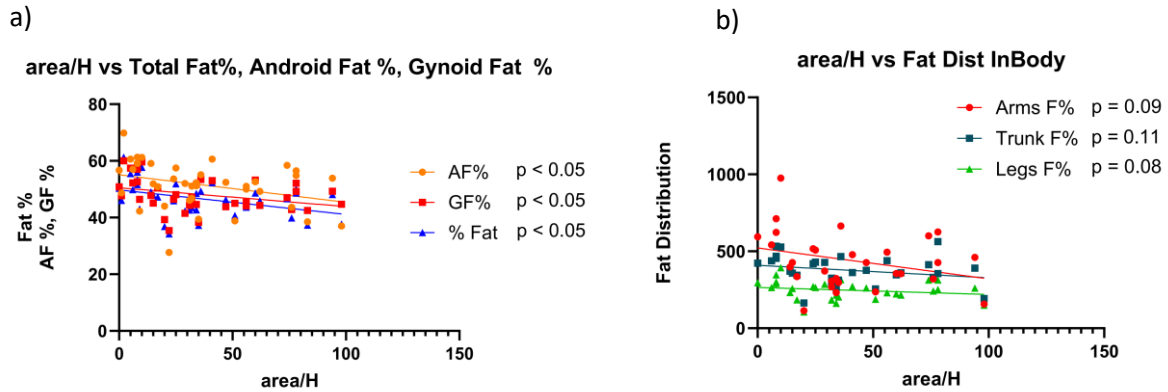 a)
area/H vs Total Fat%, Android Fat %, Gynoid Fat %
Fat %
AF %, GF %
80
60
40
20
0
0
50
100
150
area/H
AF% p < 0.05
GF% p < 0.05
% Fat p < 0.05
b)
area/H vs Fat Dist InBody
Fat Distribution
1500
1000
500
0
0
50
100
150
area/H
Arms F% p = 0.09
Trunk F% p = 0.11
Legs F% p = 0.08